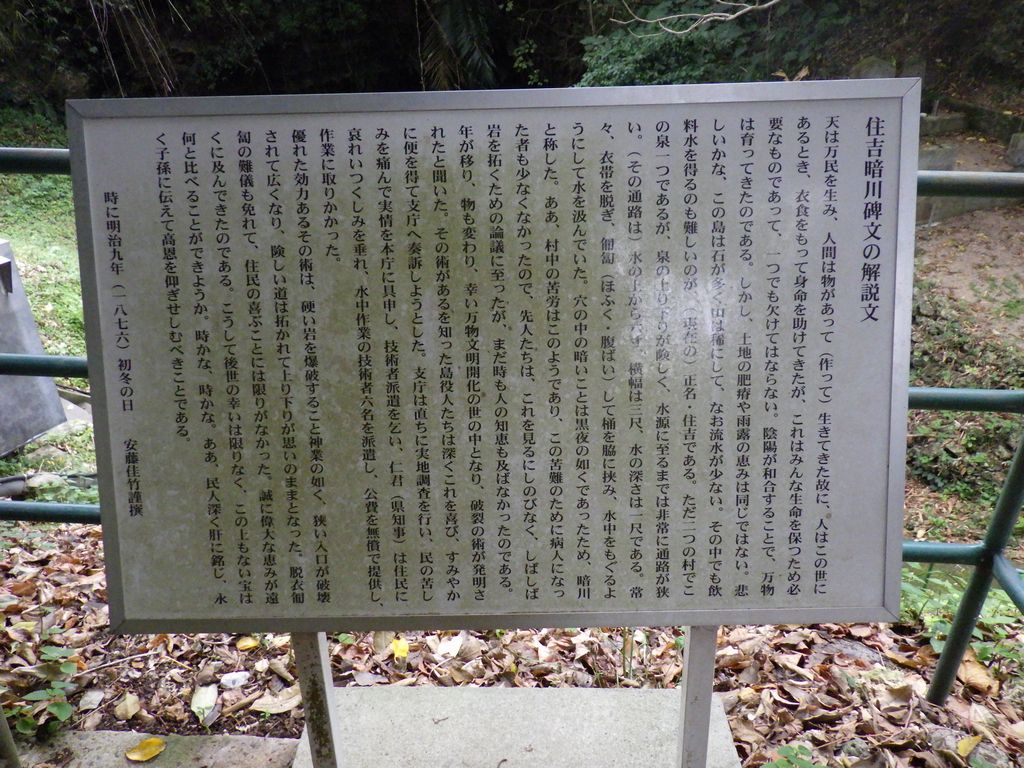 住吉暗川碑文の解説文
天は万民を生み、人間は物があって（作って）生きてきた故に、人はこの世に
あるとき、衣食をもって身命を助けてきたが、これはみんな生命を保つため必
要なものであって、一つでも欠けてはならない。陰陽が和合することで、万物
は育ってきたのである。しかし、土地の肥瘠や雨露の恵みは同じではない。悲
しいかな、この島は石が多く山は稀にして、なお流水が少ない。その中でも飲
料水を得るのも難しいのが、（現在の）正名・住吉である。ただ二つの村でこ
の泉一つであるが、泉の上り下りが険しく、水源に至るまでは非常に通路が狭
い。（その通路は）水の上から六寸、横幅は三尺、水の深さは一尺である。常
々、衣帯を脱ぎ、匍匐（ほふく・腹ばい）して桶を脇に挟み、水中をもぐるよ
うにして水を汲んでいた。穴の中の暗いことは黒夜の如くであったため、暗川
と称した。ああ、村中の苦労はこのようであり、この苦難のために病人になっ
た者も少なくなかったので、先人たちは、これを見るにしのびなく、しばしば
岩を拓くための論議に至ったが、まだ時も人の知恵も及ばなかったのである。
年が移り、物も変わり、幸い万物文明開化の世の中となり、破裂の術が発明さ
れたと聞いた。その術があるを知った島役人たちは深くこれを喜び、すみやか
に便を得て支庁へ奏訴しようとした。支庁は直ちに実地調査を行い、民の苦し
みを痛んで実情を本庁に具申し、技術者派遣を乞い、仁君（県知事）は住民に
哀れいつくしみを垂れ、水中作業の技術者六名を派遣し、公費を無償で提供し、
作業に取りかかった。
優れた効力あるその術は、硬い岩を爆破すること神業の如く、狭い入口が破壊
されて広くなり、険しい道は拓かれて上り下りが思いのままとなった。脱衣匍
匐の難儀も免れて、住民の喜ぶことには限りがなかった。誠に偉大な恵みが遠
くに及んできたのである。こうして後世の幸いは限りなく、この上もない宝は
何と比べることができようか。時かな、時かな。ああ、民人深く肝に銘じ、永
く子孫に伝えて高恩を仰ぎせしむべきことである。
時に明治九年（一八七六）初冬の日　安藤佳竹謹撰